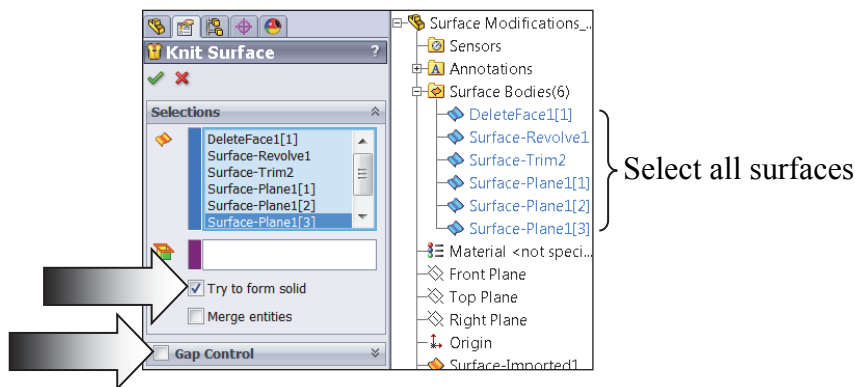 Knit Surface ?
Selections
DeleteFace1[1]
Surface-Revolve1
Surface-Trim2
Surface-Plane1[1]
Surface-Plane1[2]
Surface-Plane1[3]
Try to form solid
Merge entities
Gap Control
Surface Modifications_..
Sensors
A Annotations
Surface Bodies(6)
DeleteFace1[1]
Surface-Revolve1
Surface-Trim2
Surface-Plane1[1]
Surface-Plane1[2]
Surface-Plane1[3]
Material <not speci...
Front Plane
Top Plane
Right Plane
Origin
Surface-Imported1
Select all surfaces